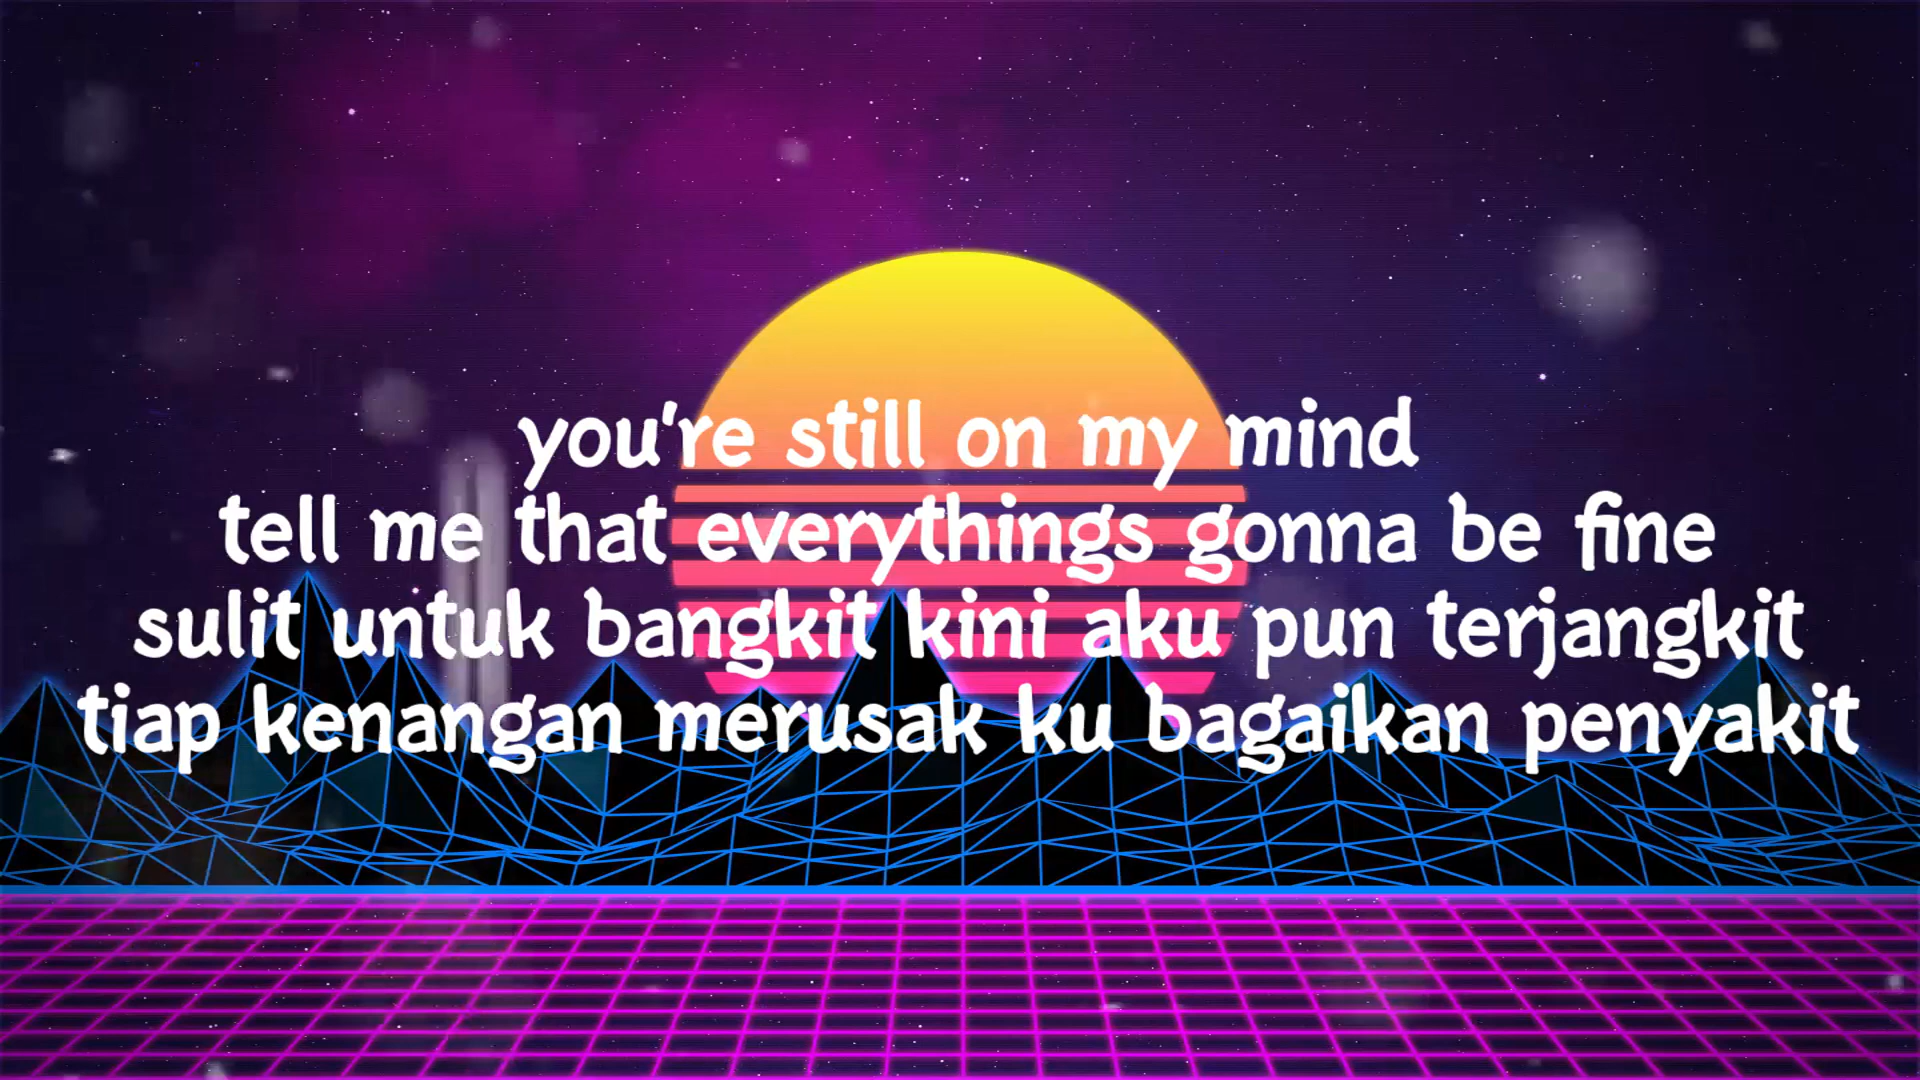 you're still on my mind
tell me that everythings gonna be fine
sulit untuk bangkit kini aku pun terjangkit
tiap kenangan merusak ku bagaikan penyakit